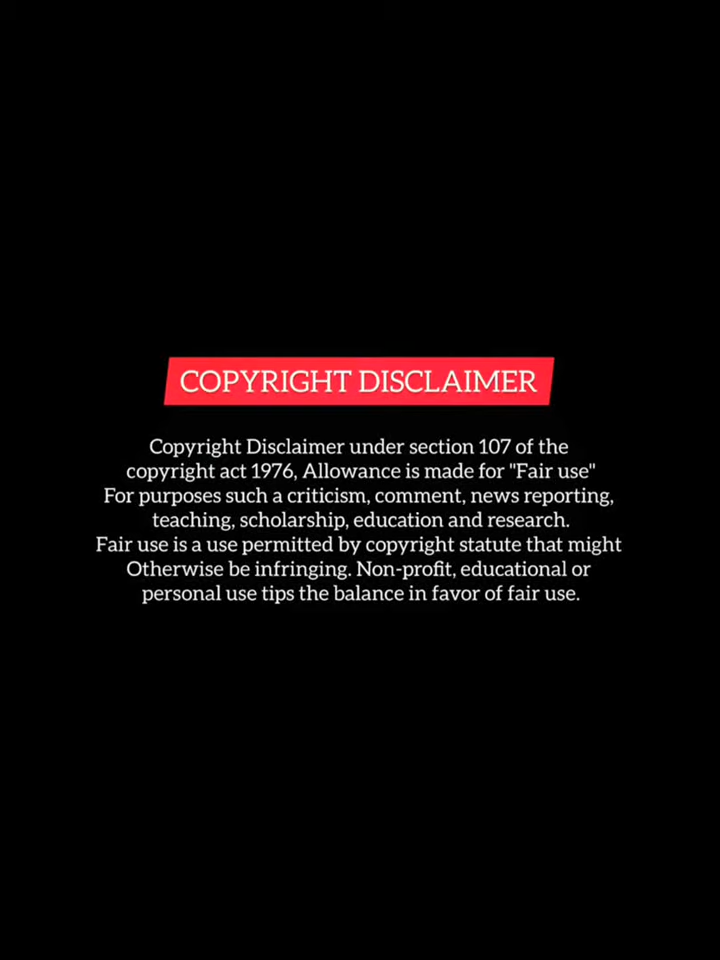 COPYRIGHT DISCLAIMER
Copyright Disclaimer under section 107 of the
copyright act 1976, Allowance is made for "Fair use"
For purposes such a criticism, comment, news reporting,
teaching, scholarship, education and research.
Fair use is a use permitted by copyright statute that might
Otherwise be infringing. Non-profit, educational or
personal use tips the balance in favor of fair use.